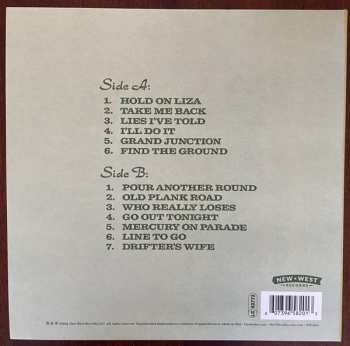 Side A:
1. HOLD ON LIZA
2. TAKE ME BACK
3. LIES I'VE TOLD
4. I'LL DO IT
5. GRAND JUNCTION
6. FIND THE GROUND
Side B:
1. POUR ANOTHER ROUND
2. OLD PLANK ROAD
3. WHO REALLY LOSES
4. GO OUT TONIGHT
5. MERCURY ON PARADE
6. LINE TO GO
7. DRIFTER'S WIFE
NEW·WEST
RECORDS